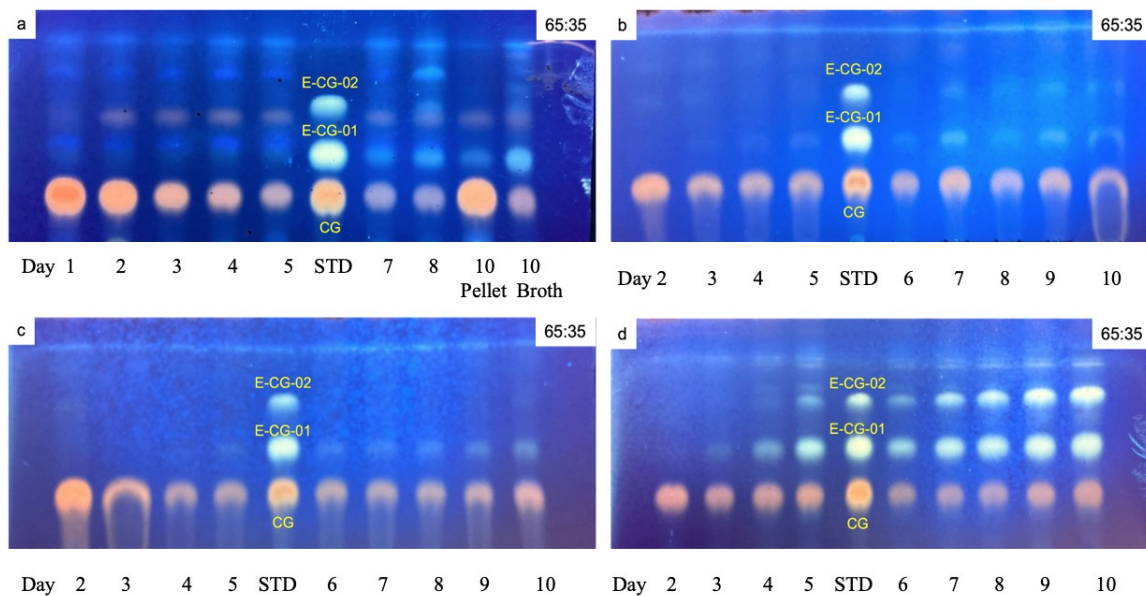 a 65:35
E-CG-02
E-CG-01
CG
Day 1 2 3 4 5 STD 7 8 10 10
Pellet Broth
b 65:35
E-CG-02
E-CG-01
CG
Day 2 3 4 5 STD 6 7 8 9 10
c 65:35
E-CG-02
E-CG-01
CG
Day 2 3 4 5 STD 6 7 8 9 10
d 65:35
E-CG-02
E-CG-01
CG
Day 2 3 4 5 STD 6 7 8 9 10